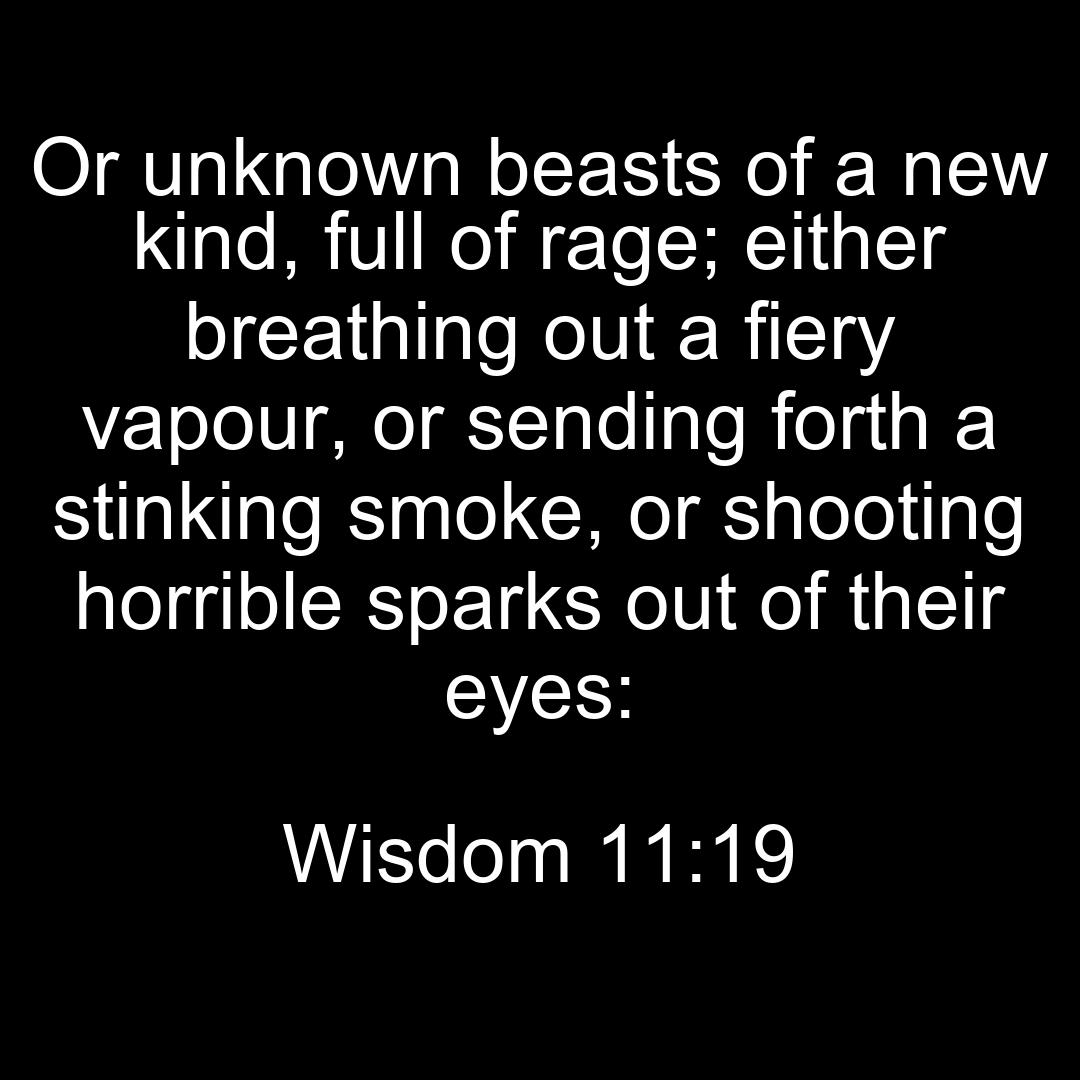 Or unknown beasts of a new
kind, full of rage; either
breathing out a fiery
vapour, or sending forth a
stinking smoke, or shooting
horrible sparks out of their
eyes:
Wisdom 11:19